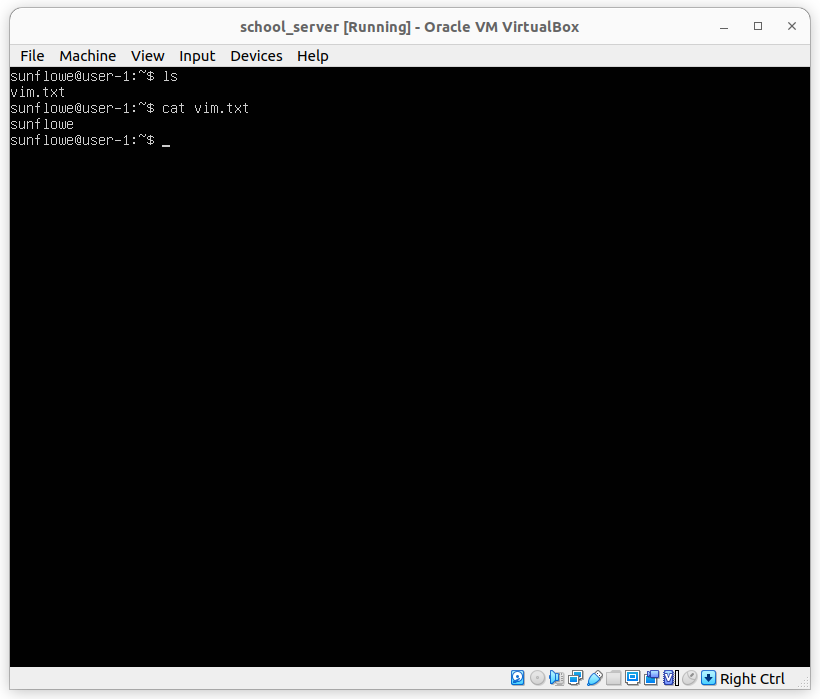 school_server [Running] - Oracle VM VirtualBox
File Machine View Input Devices Help
sunflowe@user-1:~$ ls
vim.txt
sunflowe@user-1:~$ cat vim.txt
sunflowe
sunflowe@user-1:~$ _
Right Ctrl